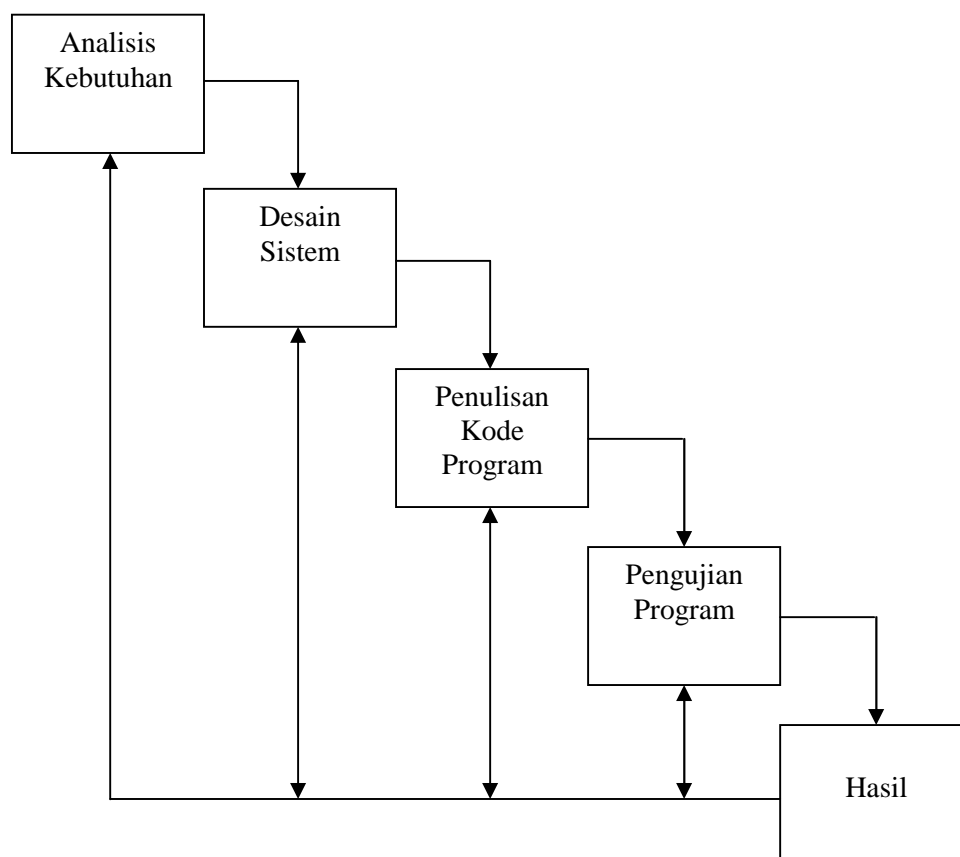 Analisis
Kebutuhan
Desain
Sistem
Penulisan
Kode
Program
Pengujian
Program
Hasil